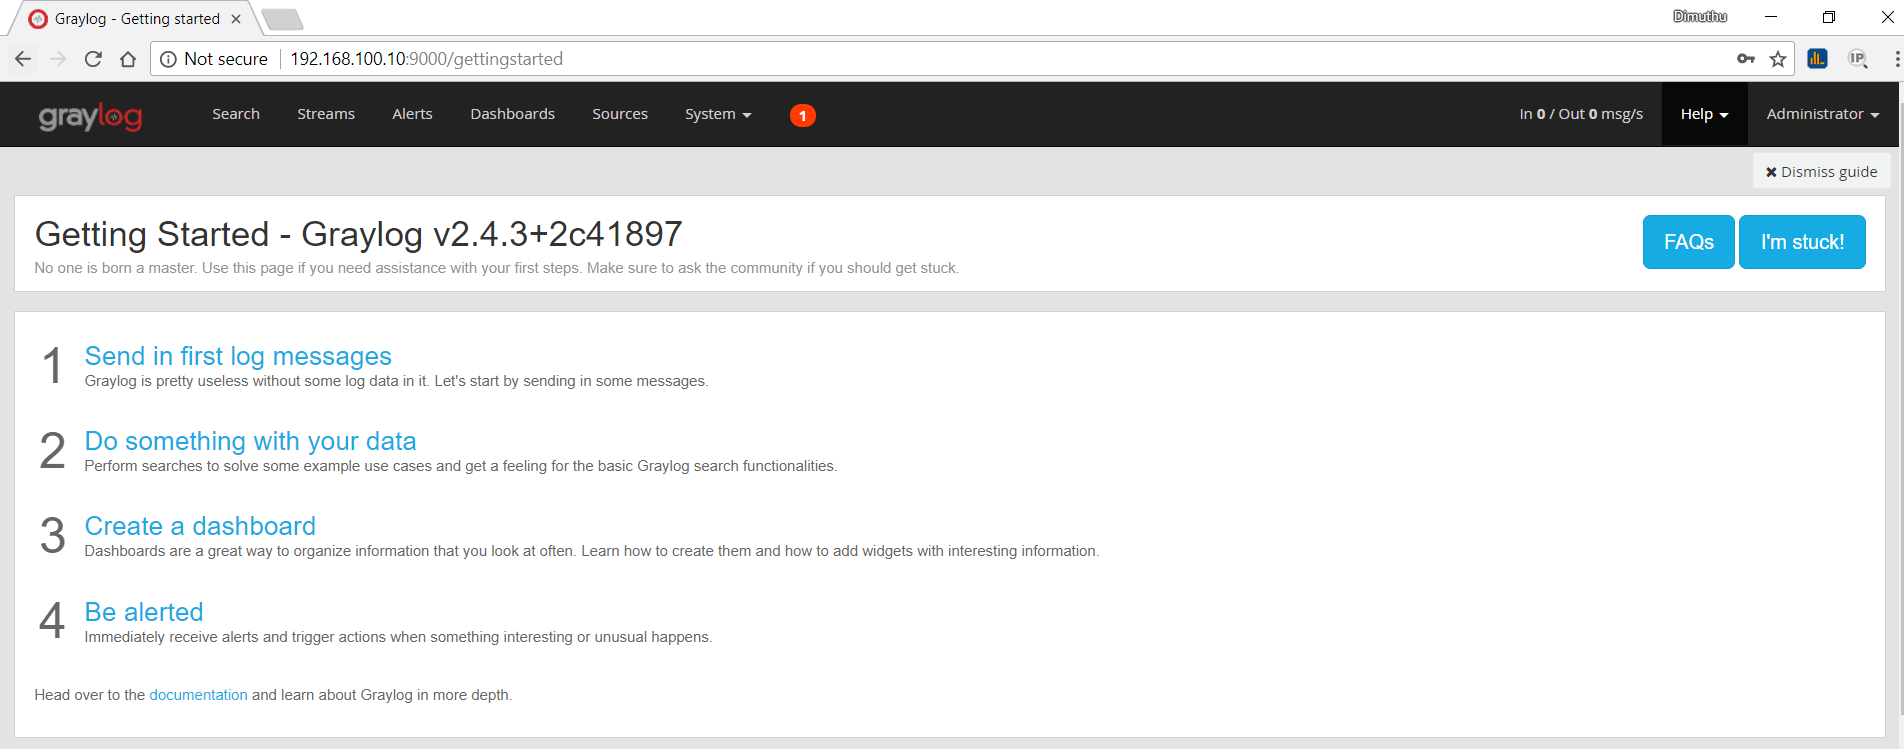 Graylog - Getting started
Dimuthu
Not secure
192.168.100.10:9000/gettingstarted
IP
graylog
Search
Streams
Alerts
Dashboards
Sources
System
1
In 0 / Out 0 msg/s
Help
Administrator
Dismiss guide
Getting Started - Graylog v2.4.3+2c41897
No one is born a master. Use this page if you need assistance with your first steps. Make sure to ask the community if you should get stuck.
FAQs
I'm stuck!
1
Send in first log messages
Graylog is pretty useless without some log data in it. Let's start by sending in some messages.
2
Do something with your data
Perform searches to solve some example use cases and get a feeling for the basic Graylog search functionalities.
3
Create a dashboard
Dashboards are a great way to organize information that you look at often. Learn how to create them and how to add widgets with interesting information.
4
Be alerted
Immediately receive alerts and trigger actions when something interesting or unusual happens.
Head over to the documentation and learn about Graylog in more depth.